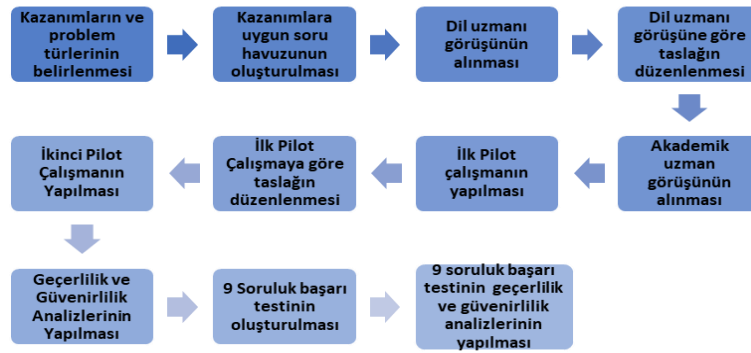 Kazanımların ve
problem
türlerinin
belirlenmesi
Kazanımlara
uygun soru
havuzunun
oluşturulması
Dil uzmanı
görüşünün
alınması
Dil uzmanı
görüşüne göre
taslağın
düzenlenmesi
Akademik
uzman
görüşünün
alınması
İlk Pilot
çalışmanın
yapılması
İlk Pilot
Çalışmaya göre
taslağın
düzenlenmesi
İkinci Pilot
Çalışmanın
Yapılması
Geçerlilik ve
Güvenirlilik
Analizlerinin
Yapılması
9 Soruluk başarı
testinin
oluşturulması
9 soruluk başarı
testinin geçerlilik
ve güvenirlilik
analizlerinin
yapılması